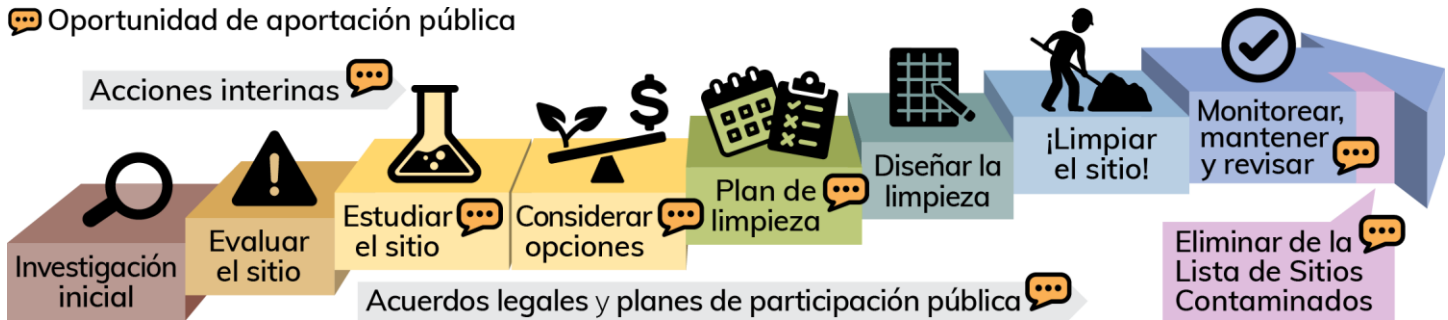 Oportunidad de aportación pública
Acciones interinas
Investigación
inicial
Evaluar
el sitio
Estudiar
el sitio
Considerar
opciones
Plan de
limpieza
Diseñar la
limpieza
¡Limpiar
el sitio!
Monitorear,
mantener
y revisar
Eliminar de la
Lista de Sitios
Contaminados
Acuerdos legales y planes de participación pública